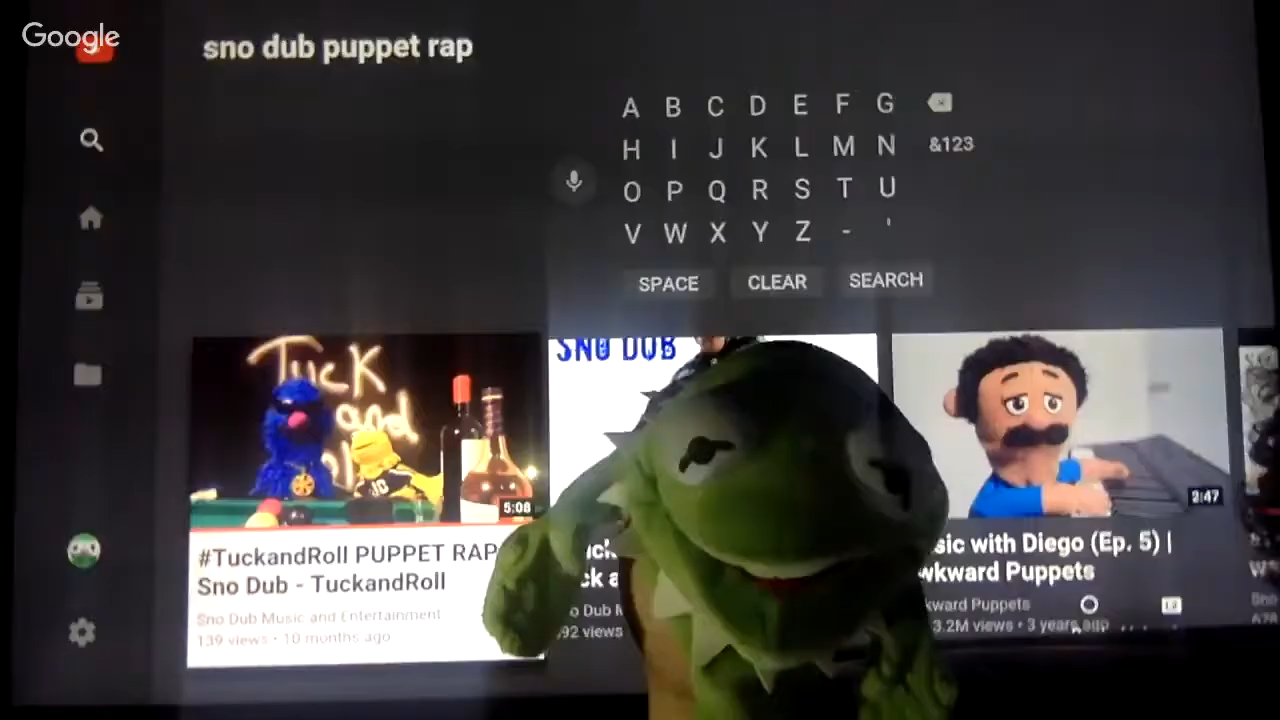 Google
sno dub puppet rap
A B C D E F G
H I J K L M N &123
O P Q R S T U
V W X Y Z - '
SPACE CLEAR SEARCH
Tuck
and
JD
5:08
SNO DUB
2:47
#TuckandRoll PUPPET RAP
Sno Dub - TuckandRoll
Sno Dub Music and Entertainment
139 views • 10 months ago
92 views
sic with Diego (Ep. 5) |
wkward Puppets
kward Puppets
3.2M views • 3 years ago